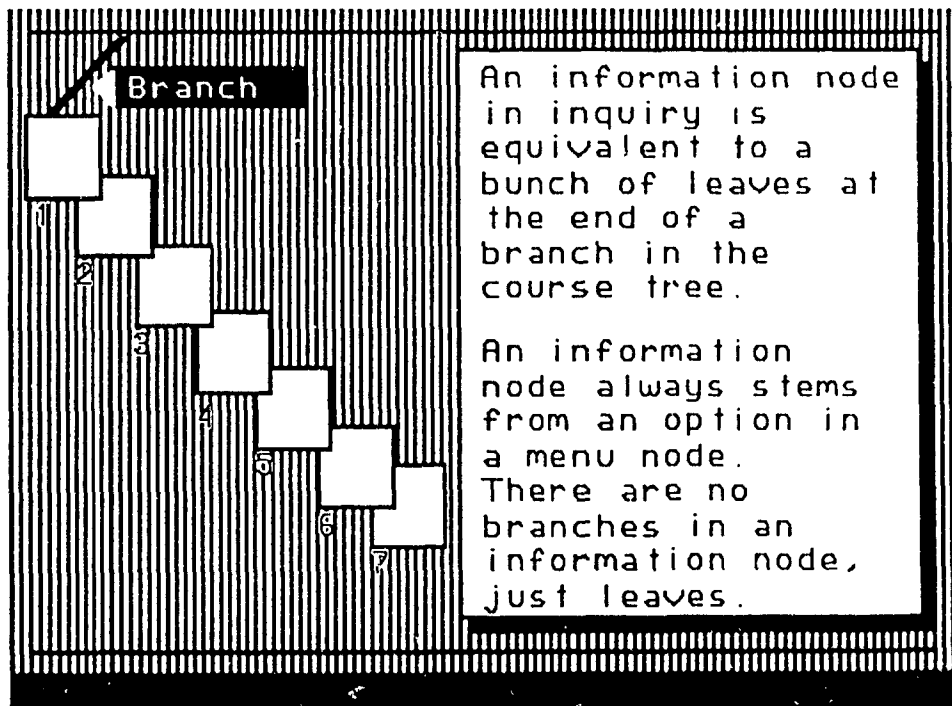 Branch
1
2
3
4
5
6
7
An information node
in inquiry is
equivalent to a
bunch of leaves at
the end of a
branch in the
course tree.
An information
node always stems
from an option in
a menu node.
There are no
branches in an
information node,
just leaves.